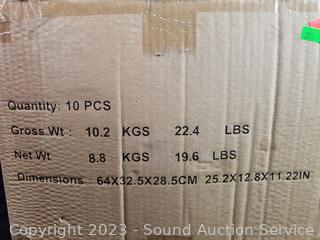 Quantity: 10 PCS
Gross Wt : 10.2 KGS 22.4 LBS
Net Wt 8.8 KGS 19.6 LBS
Dimensions : 64X32.5X28.5CM 25.2X12.8X11.22IN
Copyright 2023 - Sound Auction Service